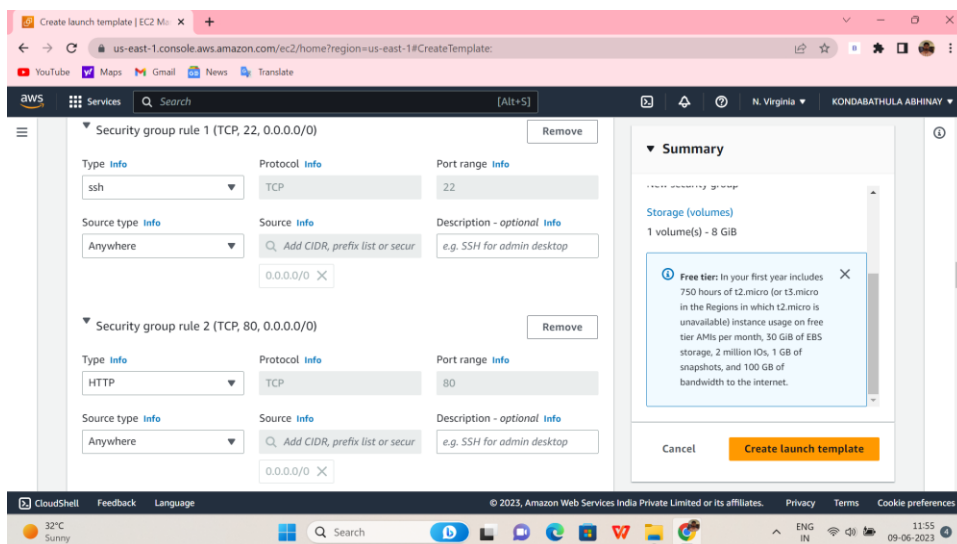 Create launch template | EC2 Ma
us-east-1.console.aws.amazon.com/ec2/home?region=us-east-1#CreateTemplate:
YouTube Maps Gmail News Translate
aws Services Search [Alt+S] N. Virginia KONDABATHULA ABHINAY
Security group rule 1 (TCP, 22, 0.0.0.0/0) Remove
Type Info Protocol Info Port range Info
ssh TCP 22
Source type Info Source Info Description - optional Info
Anywhere Add CIDR, prefix list or secur e.g. SSH for admin desktop
0.0.0.0/0
Security group rule 2 (TCP, 80, 0.0.0.0/0) Remove
Type Info Protocol Info Port range Info
HTTP TCP 80
Source type Info Source Info Description - optional Info
Anywhere Add CIDR, prefix list or secur e.g. SSH for admin desktop
0.0.0.0/0
Summary
New security group
Storage (volumes)
1 volume(s) - 8 GiB
Free tier: In your first year includes
750 hours of t2.micro (or t3.micro
in the Regions in which t2.micro is
unavailable) instance usage on free
tier AMIs per month, 30 GiB of EBS
storage, 2 million IOs, 1 GB of
snapshots, and 100 GB of
bandwidth to the internet.
Cancel Create launch template
CloudShell Feedback Language © 2023, Amazon Web Services India Private Limited or its affiliates. Privacy Terms Cookie preferences
32°C
Sunny
Search
ENG
IN
11:55
09-06-2023
4